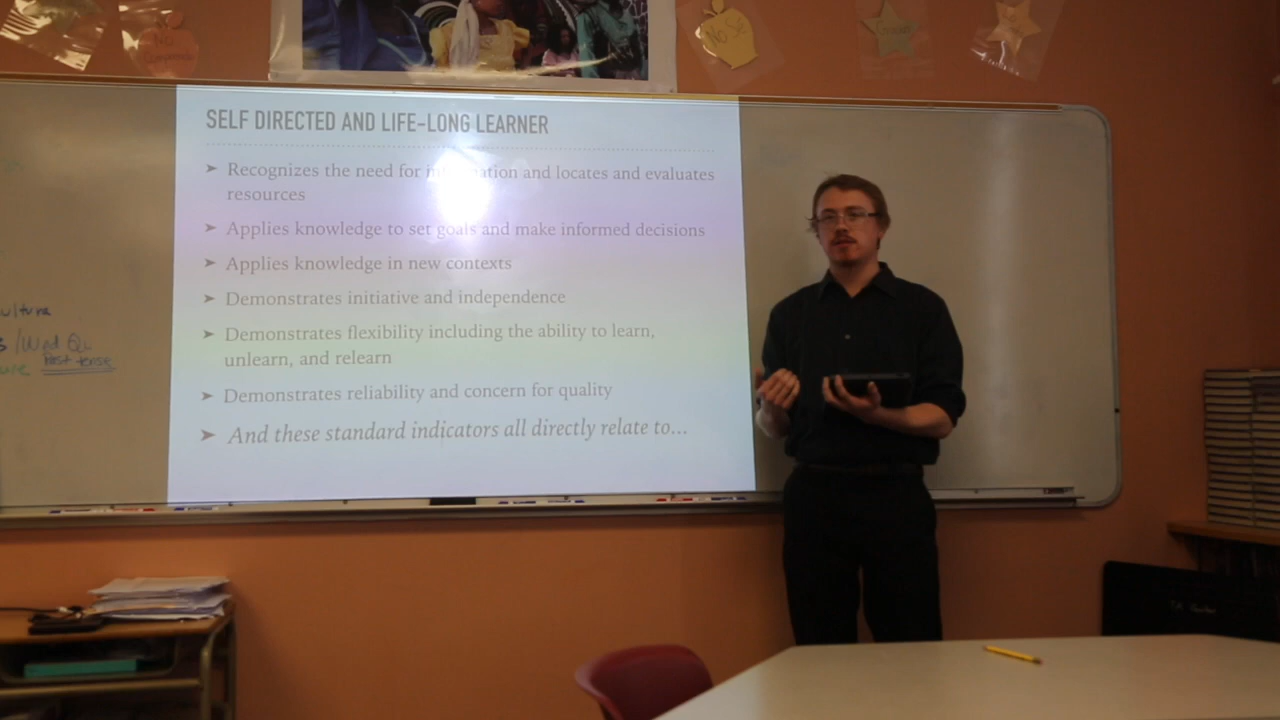 No Sé
SELF DIRECTED AND LIFE-LONG LEARNER
➤ Recognizes the need for information and locates and evaluates
resources
➤ Applies knowledge to set goals and make informed decisions
➤ Applies knowledge in new contexts
➤ Demonstrates initiative and independence
➤ Demonstrates flexibility including the ability to learn,
unlearn, and relearn
➤ Demonstrates reliability and concern for quality
➤ And these standard indicators all directly relate to...
Past tense